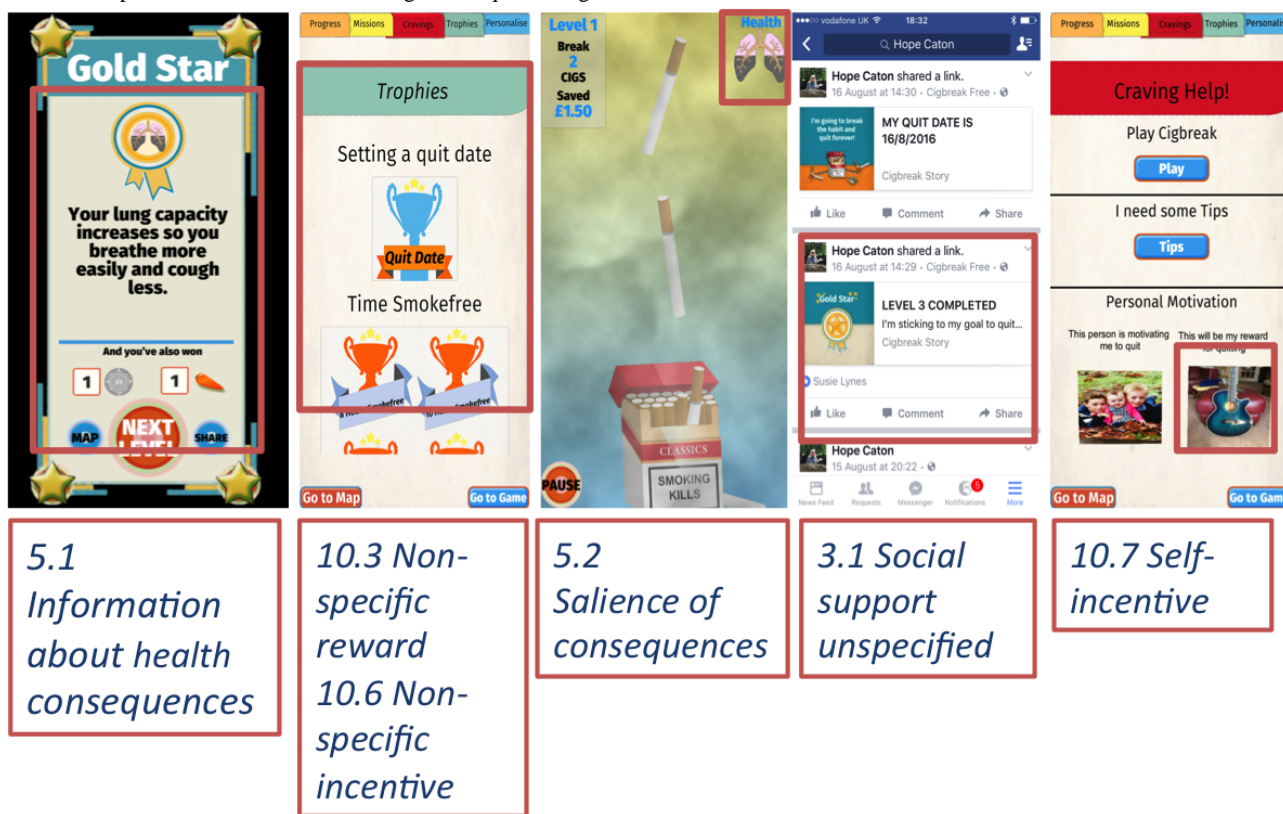 Gold Star
Your lung capacity
increases so you
breathe more
easily and cough
less.
And you've also won
1
1
MAP
NEXT
LEVEL
SHARE
Progress
Missions
Cravings
Trophies
Personalise
Trophies
Setting a quit date
Quit Date
Time Smokefree
Go to Map
Go to Game
Level 1
Break
2
CIGS
Saved
£1.50
Health
CLASSICS
SMOKING
KILLS
PAUSE
vodafone UK
18:32
Hope Caton
Hope Caton shared a link.
16 August at 14:30 · Cigbreak Free ·
I'm going to break
the habit and
quit forever!
MY QUIT DATE IS
16/8/2016
Cigbreak Story
Like
Comment
Share
Hope Caton shared a link.
16 August at 14:29 · Cigbreak Free ·
Gold Star
LEVEL 3 COMPLETED
I'm sticking to my goal to quit...
Cigbreak Story
Susie Lynes
Like
Comment
Share
Hope Caton
15 August at 20:22 ·
News Feed
Requests
Messenger
5
Notifications
More
Progress
Missions
Cravings
Trophies
Personalis
Craving Help!
Play Cigbreak
Play
I need some Tips
Tips
Personal Motivation
This person is motivating
me to quit
This will be my reward
for quitting
Go to Map
Go to Gam
5.1
Information
about health
consequences
10.3 Non-
specific
reward
10.6 Non-
specific
incentive
5.2
Salience of
consequences
3.1 Social
support
unspecified
10.7 Self-
incentive